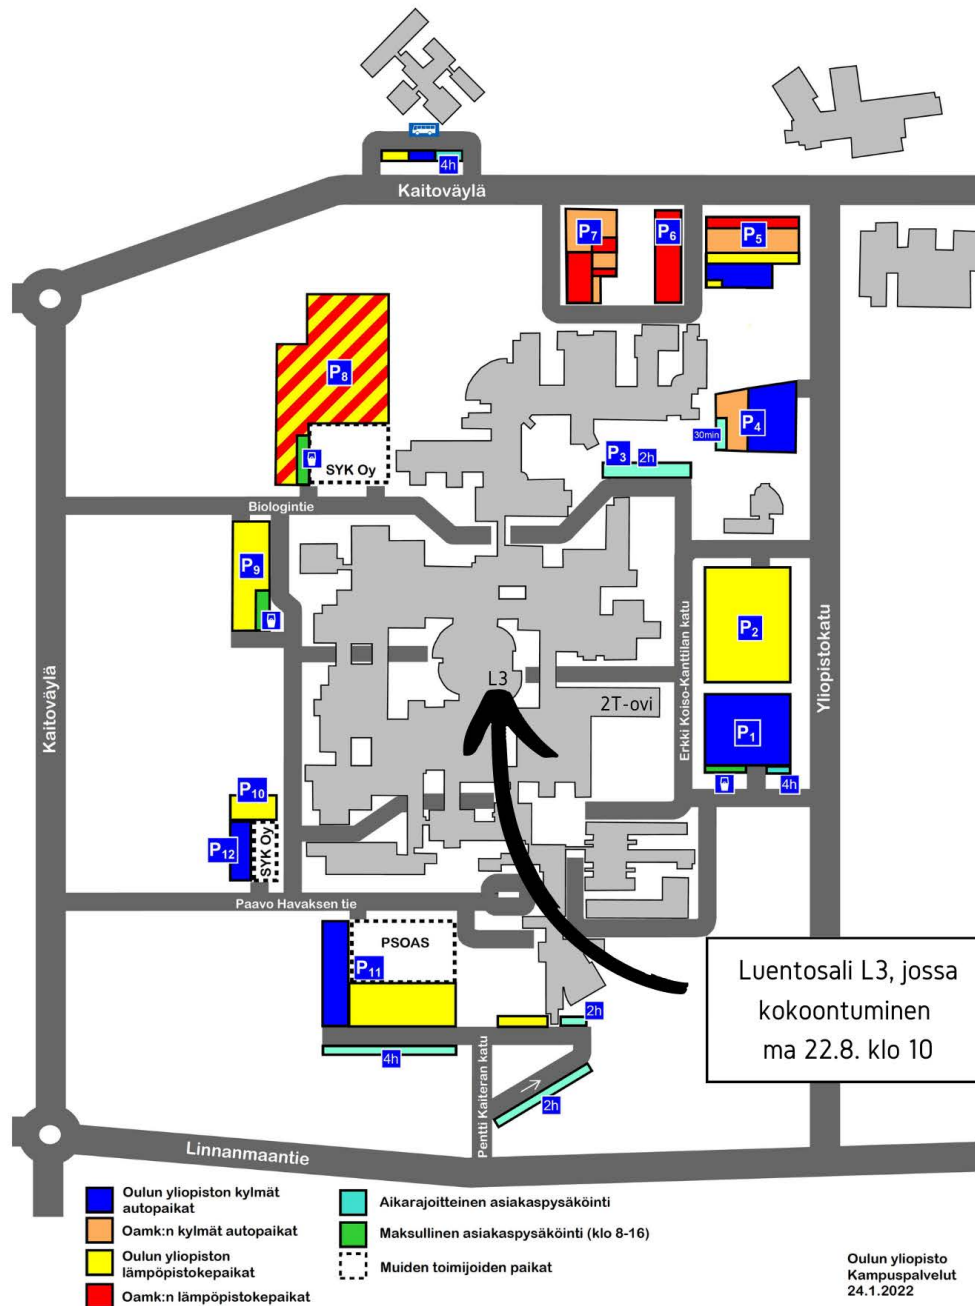 4h
Kaitoväylä
P7
P6
P5
P8
P4
30min
P3
2h
SYK Oy
Biologintie
P9
Erkki Koiso-Kanttilan katu
P2
Yliopistokatu
Kaitoväylä
L3
2T-ovi
P1
4h
P10
P12
SYK Oy
Paavo Havaksen tie
PSOAS
P11
Luentosali L3, jossa
kokoontuminen
ma 22.8. klo 10
2h
4h
Pentti Kaiteran katu
2h
Linnanmaantie
Oulun yliopiston kylmät
autopaikat
Oamk:n kylmät autopaikat
Oulun yliopiston
lämpöpistokepaikat
Oamk:n lämpöpistokepaikat
Aikarajoitteinen asiakaspysäköinti
Maksullinen asiakaspysäköinti (klo 8-16)
Muiden toimijoiden paikat
Oulun yliopisto
Kampuspalvelut
24.1.2022